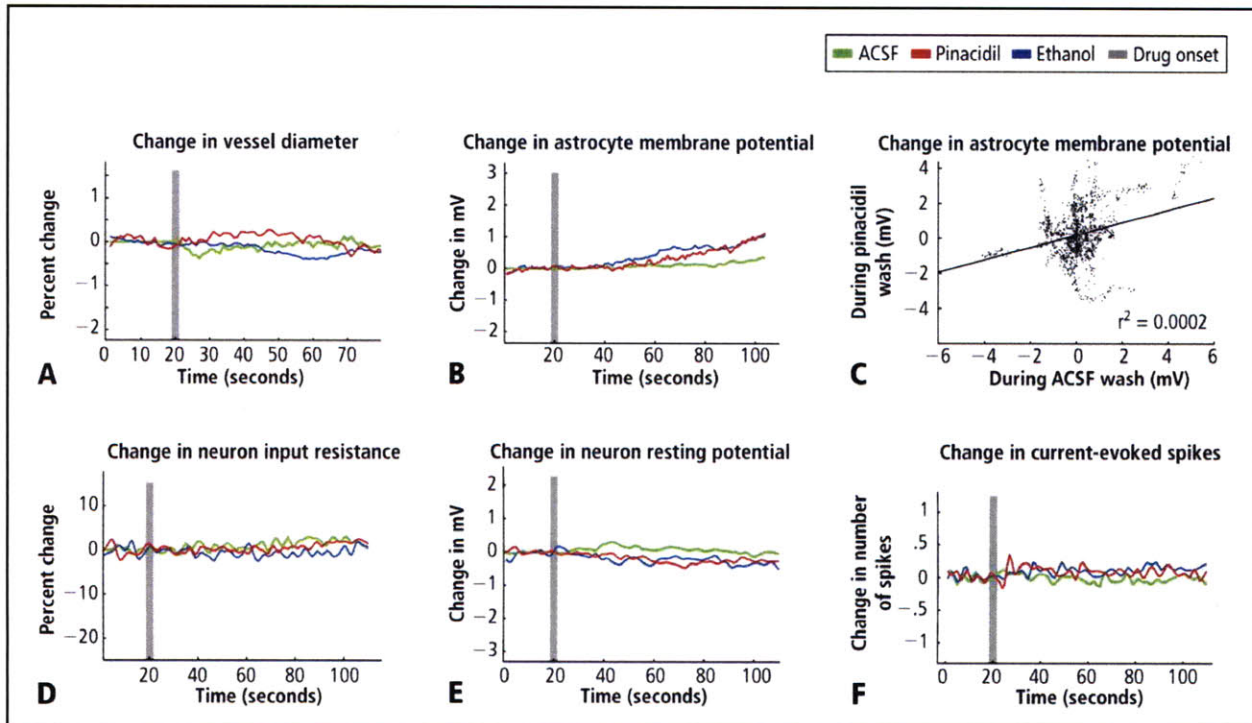 ACSF Pinacidil Ethanol Drug onset
Change in vessel diameter
Percent change
1
0
−1
−2
0 10 20 30 40 50 60 70
Time (seconds)
A
Change in astrocyte membrane potential
Change in mV
3
2
1
0
−1
−2
20 40 60 80 100
Time (seconds)
B
Change in astrocyte membrane potential
During pinacidil
wash (mV)
4
2
0
−2
−4
r² = 0.0002
−6 −4 −2 0 2 4 6
During ACSF wash (mV)
C
Change in neuron input resistance
Percent change
10
0
−10
−20
20 40 60 80 100
Time (seconds)
D
Change in neuron resting potential
Change in mV
2
1
0
−1
−2
−3
0 20 40 60 80 100
Time (seconds)
E
Change in current-evoked spikes
Change in number
of spikes
1
.5
0
−.5
−1
0 20 40 60 80 100
Time (seconds)
F